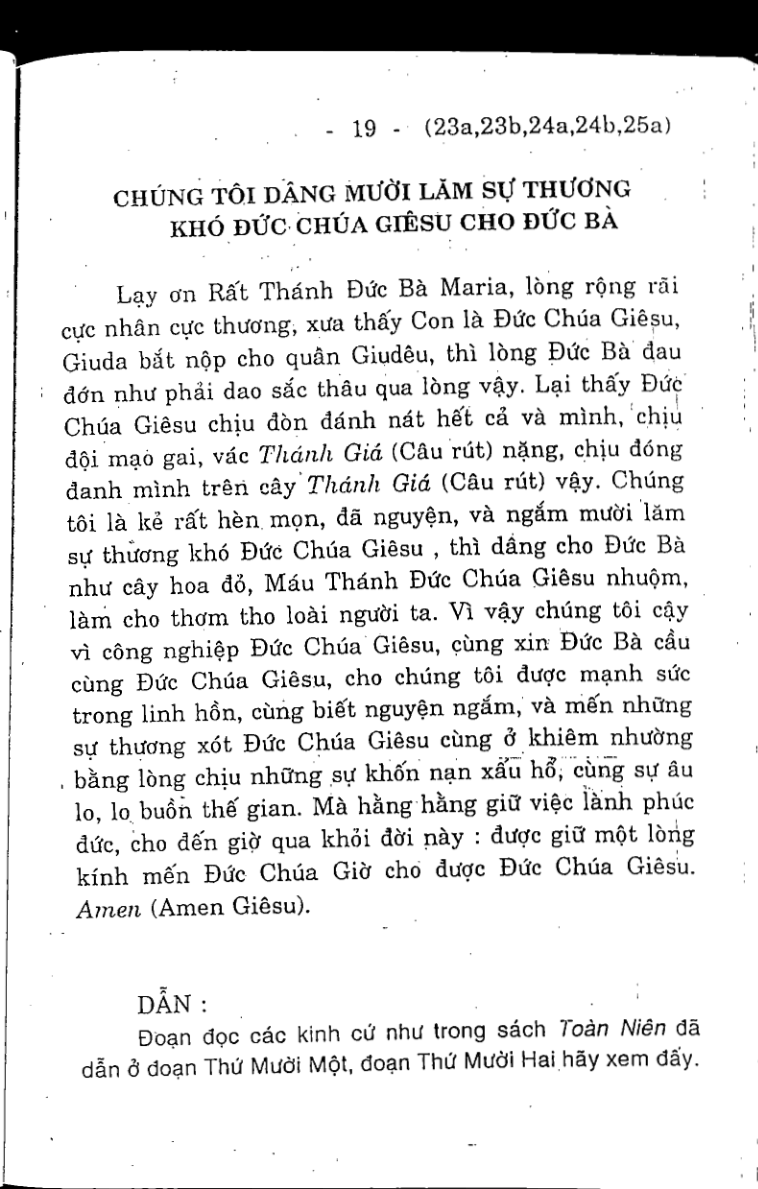 - 19 - (23a,23b,24a,24b,25a)
CHÚNG TÔI DÂNG MƯỜI LĂM SỰ THƯƠNG
KHÓ ĐỨC CHÚA GIÊSU CHO ĐỨC BÀ
Lạy ơn Rất Thánh Đức Bà Maria, lòng rộng rãi
cực nhân cực thương, xưa thấy Con là Đức Chúa Giêsu,
Giuda bắt nộp cho quân Giudêu, thì lòng Đức Bà đau
đớn như phải dao sắc thâu qua lòng vậy. Lại thấy Đức
Chúa Giêsu chịu đòn đánh nát hết cả và mình, chịu
đội mạo gai, vác Thánh Giá (Câu rút) nặng, chịu đóng
đanh mình trên cây Thánh Giá (Câu rút) vậy. Chúng
tôi là kẻ rất hèn mọn, đã nguyện, và ngắm mười lăm
sự thương khó Đức Chúa Giêsu , thì dâng cho Đức Bà
như cây hoa đỏ, Máu Thánh Đức Chúa Giêsu nhuộm,
làm cho thơm tho loài người ta. Vì vậy chúng tôi cậy
vì công nghiệp Đức Chúa Giêsu, cùng xin Đức Bà cầu
cùng Đức Chúa Giêsu, cho chúng tôi được mạnh sức
trong linh hồn, cùng biết nguyện ngắm, và mến những
sự thương xót Đức Chúa Giêsu cùng ở khiêm nhường
bằng lòng chịu những sự khốn nạn xấu hổ, cùng sự âu
lo, lo buồn thế gian. Mà hằng hằng giữ việc lành phúc
đức, cho đến giờ qua khỏi đời này : được giữ một lòng
kính mến Đức Chúa Giờ cho được Đức Chúa Giêsu.
Amen (Amen Giêsu).
DẪN :
Đoạn đọc các kinh cứ như trong sách Toàn Niên đã
dẫn ở đoạn Thứ Mười Một, đoạn Thứ Mười Hai hãy xem đấy.